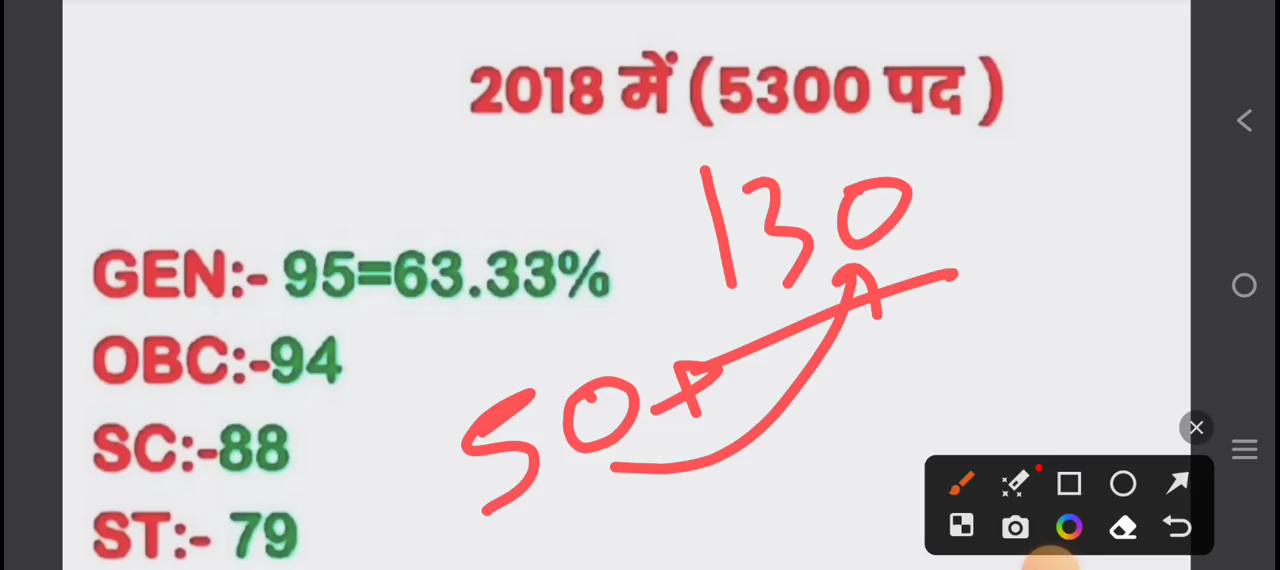 2018 में (5300 पद )
130
GEN:- 95=63.33%
OBC:-94
50
SC:-88
ST:- 79